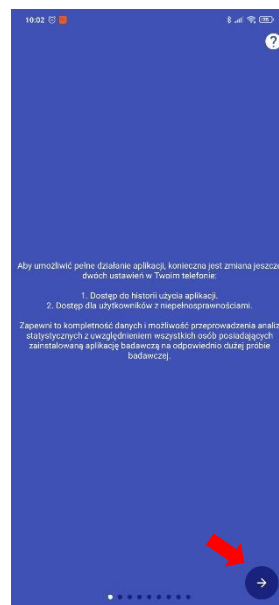 10:02
?
Aby umożliwić pełne działanie aplikacji, konieczna jest zmiana jeszcze
dwóch ustawień w Twoim telefonie:
1. Dostęp do historii użycia aplikacji.
2. Dostęp dla użytkowników z niepełnosprawnościami.
Zapewni to kompletność danych i możliwość przeprowadzenia analiz
statystycznych z uwzględnieniem wszystkich osób posiadających
zainstalowaną aplikację badawczą na odpowiednio dużej próbie
badawczej.